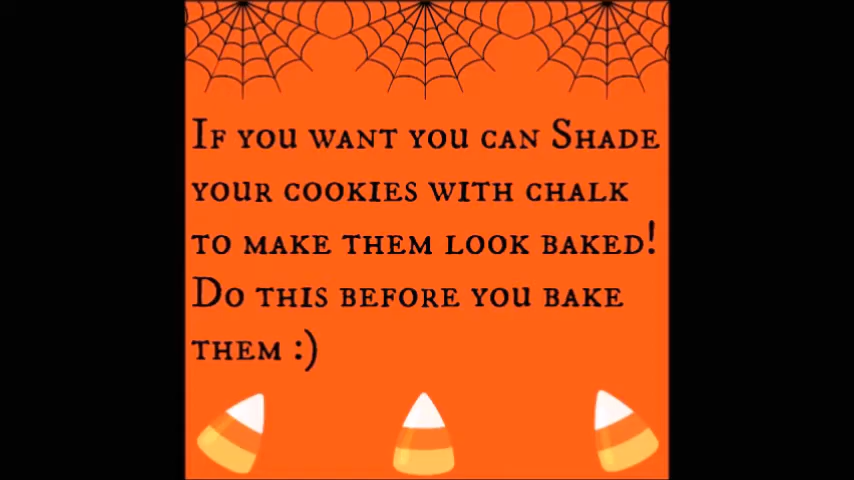 If you want you can Shade
your cookies with chalk
to make them look baked!
Do this before you bake
them :)